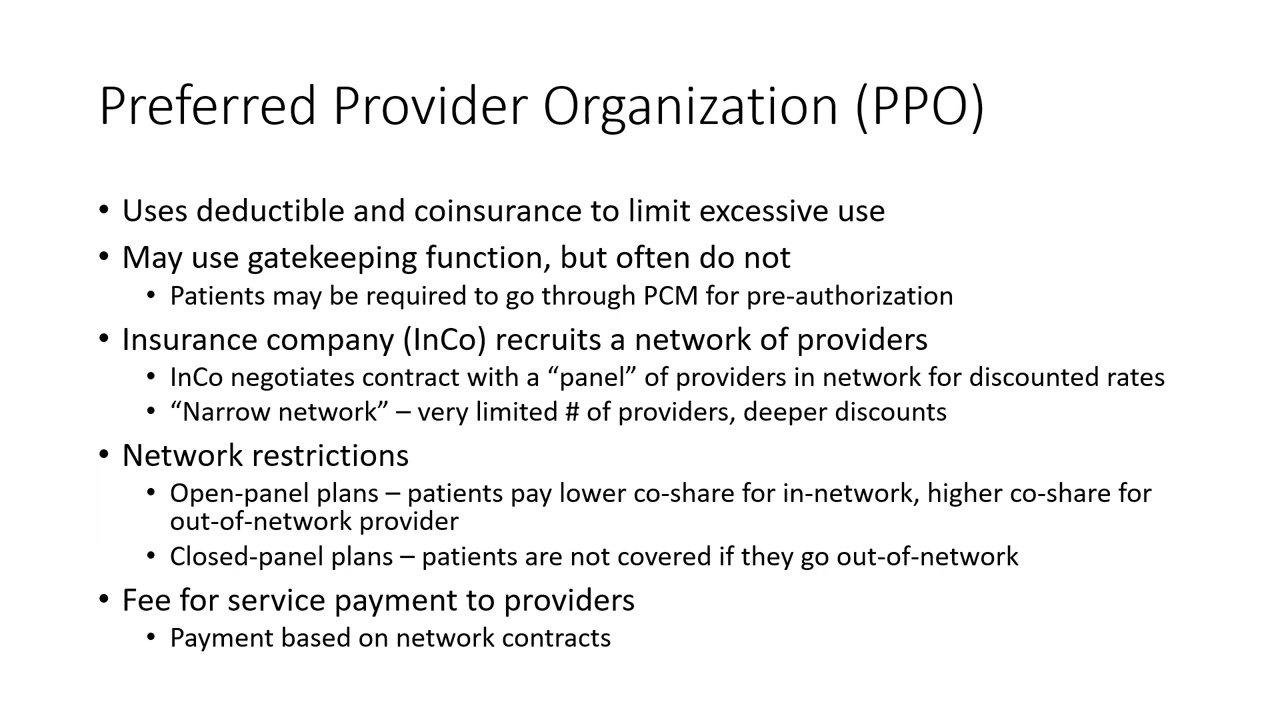 Preferred Provider Organization (PPO)
• Uses deductible and coinsurance to limit excessive use
• May use gatekeeping function, but often do not
• Patients may be required to go through PCM for pre-authorization
• Insurance company (InCo) recruits a network of providers
• InCo negotiates contract with a “panel” of providers in network for discounted rates
• “Narrow network” – very limited # of providers, deeper discounts
• Network restrictions
• Open-panel plans – patients pay lower co-share for in-network, higher co-share for
out-of-network provider
• Closed-panel plans – patients are not covered if they go out-of-network
• Fee for service payment to providers
• Payment based on network contracts